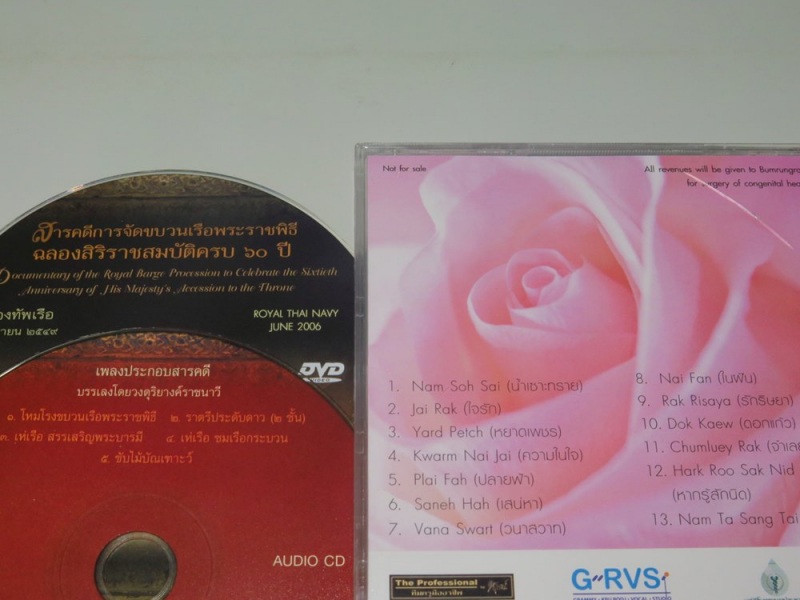 สารคดีการจัดขบวนเรือพระราชพิธี
ฉลองสิริราชสมบัติครบ ๖๐ ปี
Documentary of the Royal Barge Procession to Celebrate the Sixtieth
Anniversary of His Majesty's Accession to the Throne
ROYAL THAI NAVY
JUNE 2006
๒๕๔๙
DVD
VIDEO
เพลงประกอบสารคดี
บรรเลงโดยวงดุริยางค์ราชนาวี
๑. โหมโรงขบวนเรือพระราชพิธี ๒. ราตรีประดับดาว (๒ ชั้น)
๓. เห่เรือ สรรเสริญพระบารมี ๔. เห่เรือ ชมเรือกระบวน
๕. ขับไม้บัณเฑาะว์
AUDIO CD
Not for sale
All revenues will be given to Bumrungra
for surgery of congenital hea
1. Nam Soh Sai (น้ำเซาะทราย)
2. Jai Rak (ใจรัก)
3. Yard Petch (หยาดเพชร)
4. Kwarm Nai Jai (ความในใจ)
5. Plai Fah (ปลายฟ้า)
6. Saneh Hah (เสน่หา)
7. Vana Swart (วนาสวาท)
8. Nai Fan (ในฝัน)
9. Rak Risaya (รักริษยา)
10. Dok Kaew (ดอกแก้ว)
11. Chumluey Rak (จำเลย
12. Hark Roo Sak Nid
(หากรู้สักนิด)
13. Nam Ta Sang Tai
The Professional
G RVS
GRAMMY • KRU ROJ • VOCAL • STUDIO